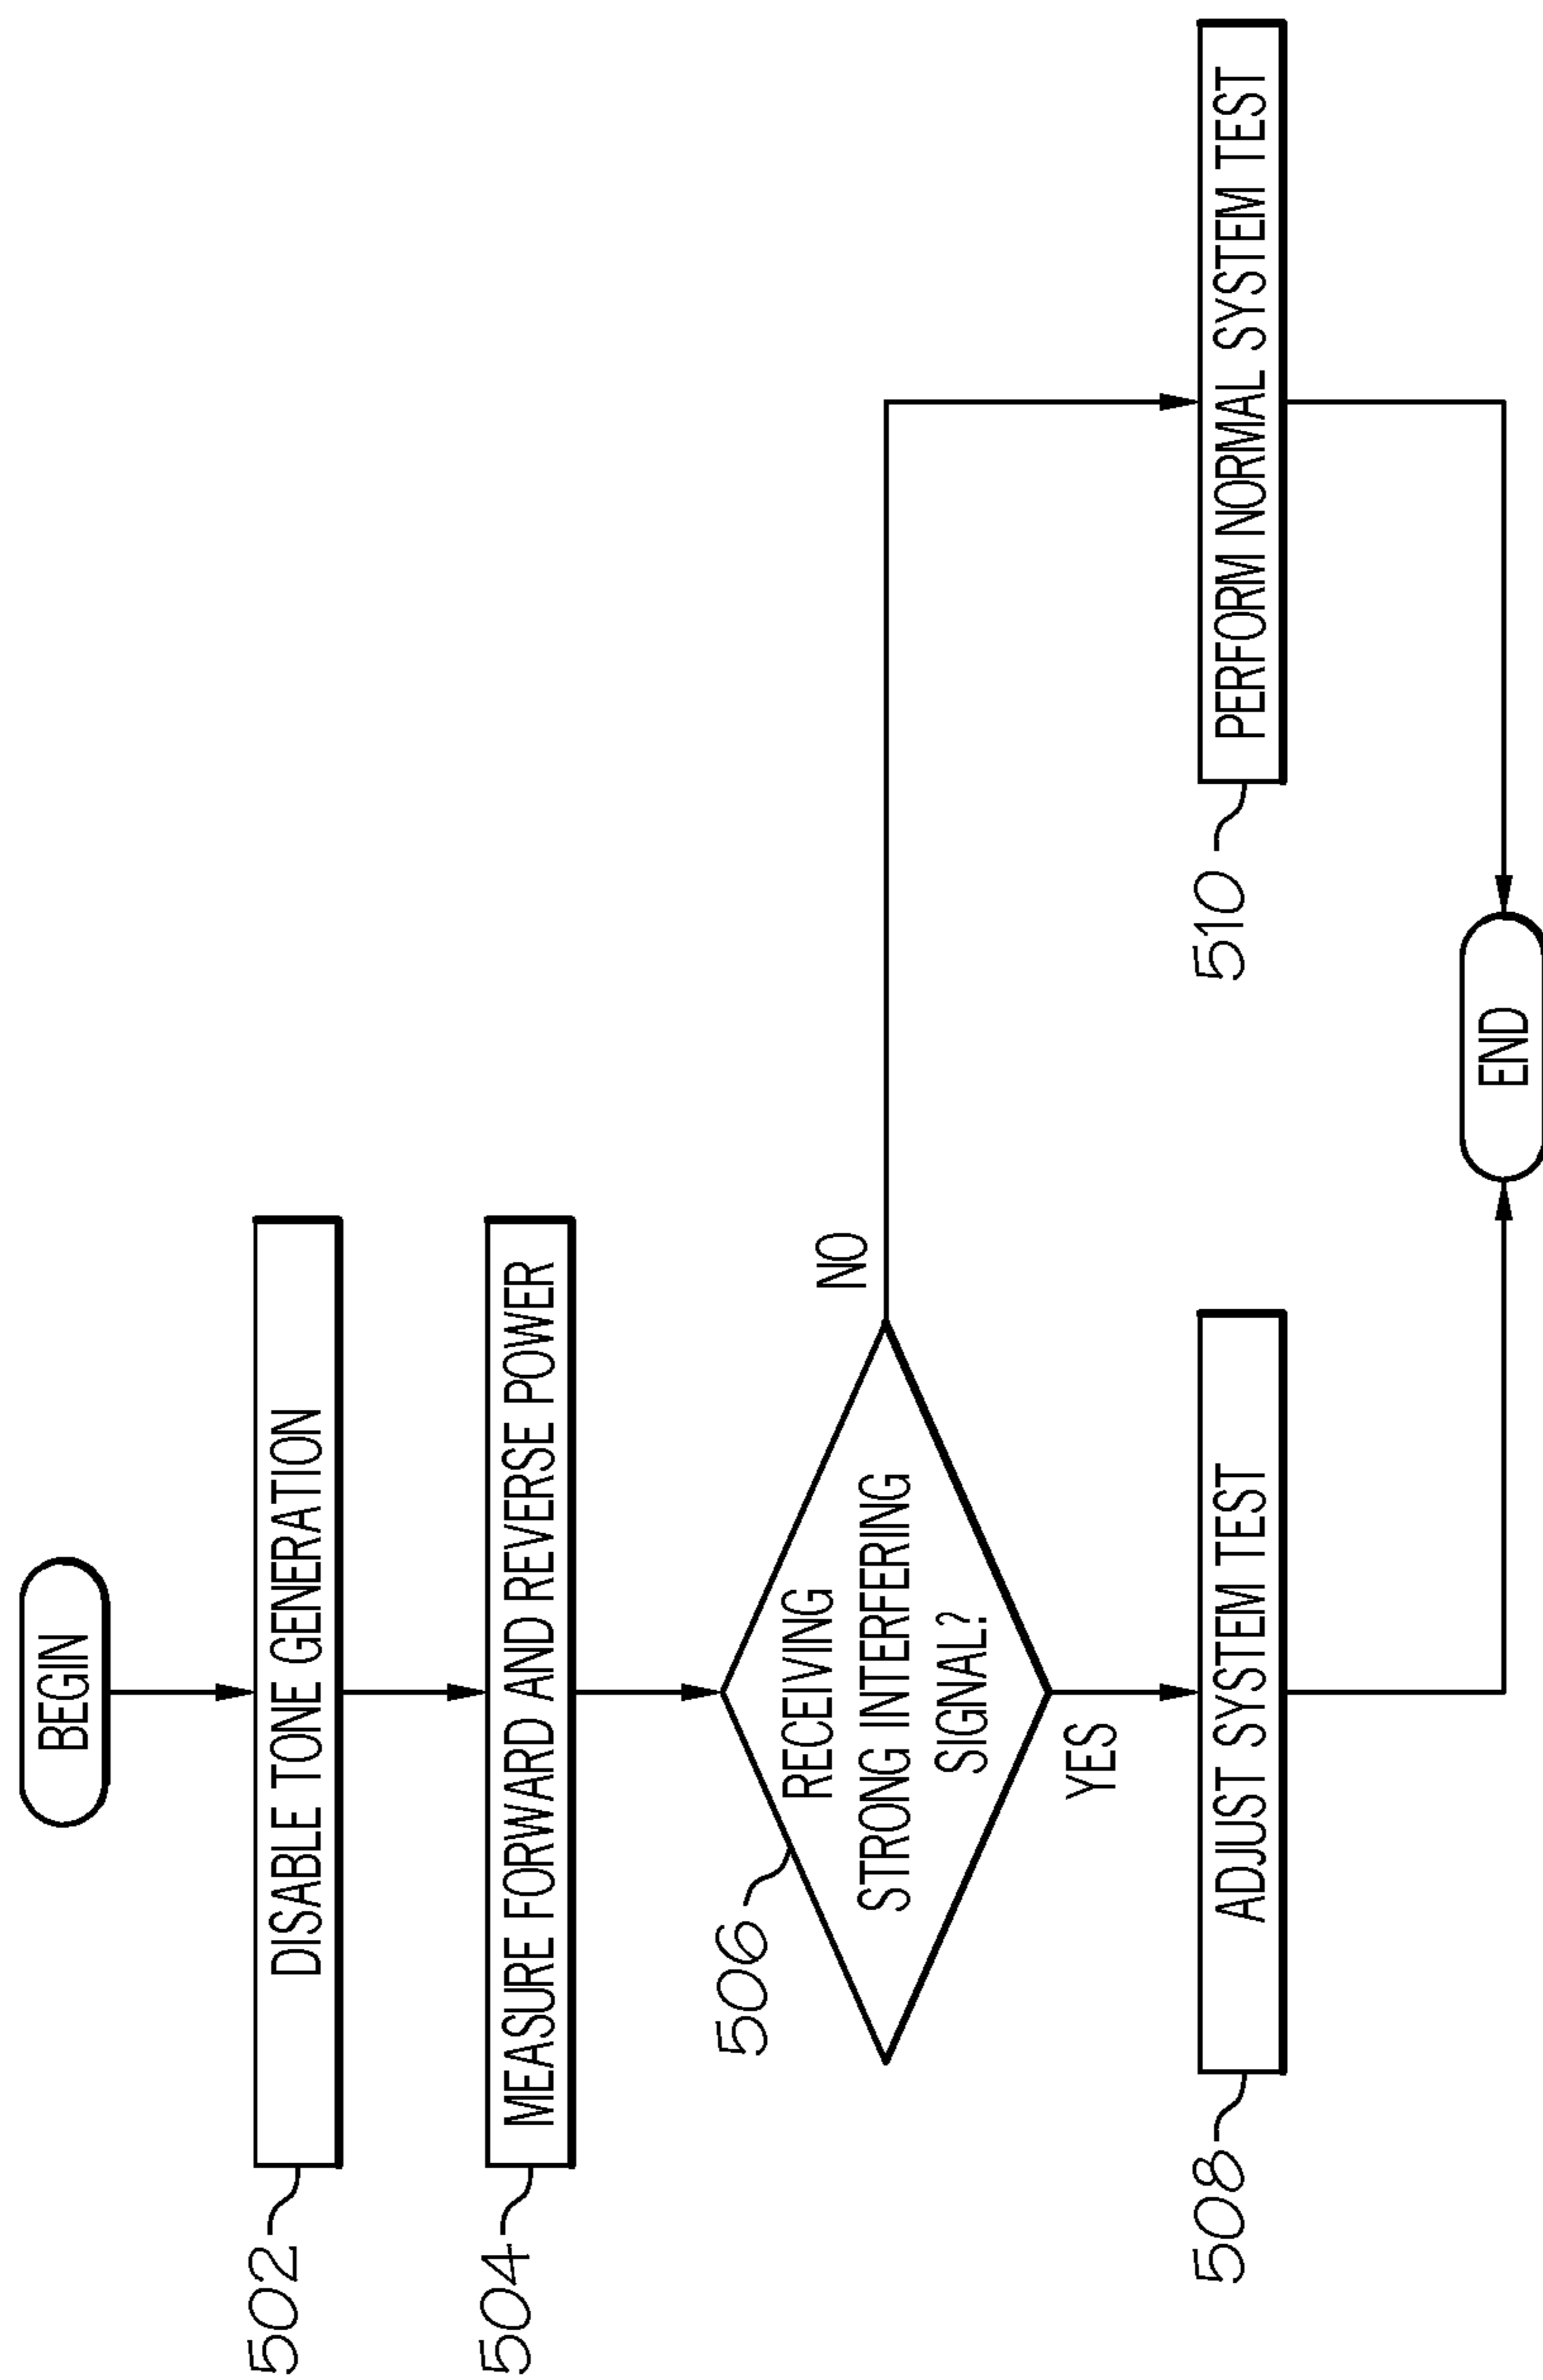 BEGIN
502
DISABLE TONE GENERATION
504
MEASURE FORWARD AND REVERSE POWER
506
RECEIVING
STRONG INTERFERING
SIGNAL?
NO
YES
508
ADJUST SYSTEM TEST
510
PERFORM NORMAL SYSTEM TEST
END